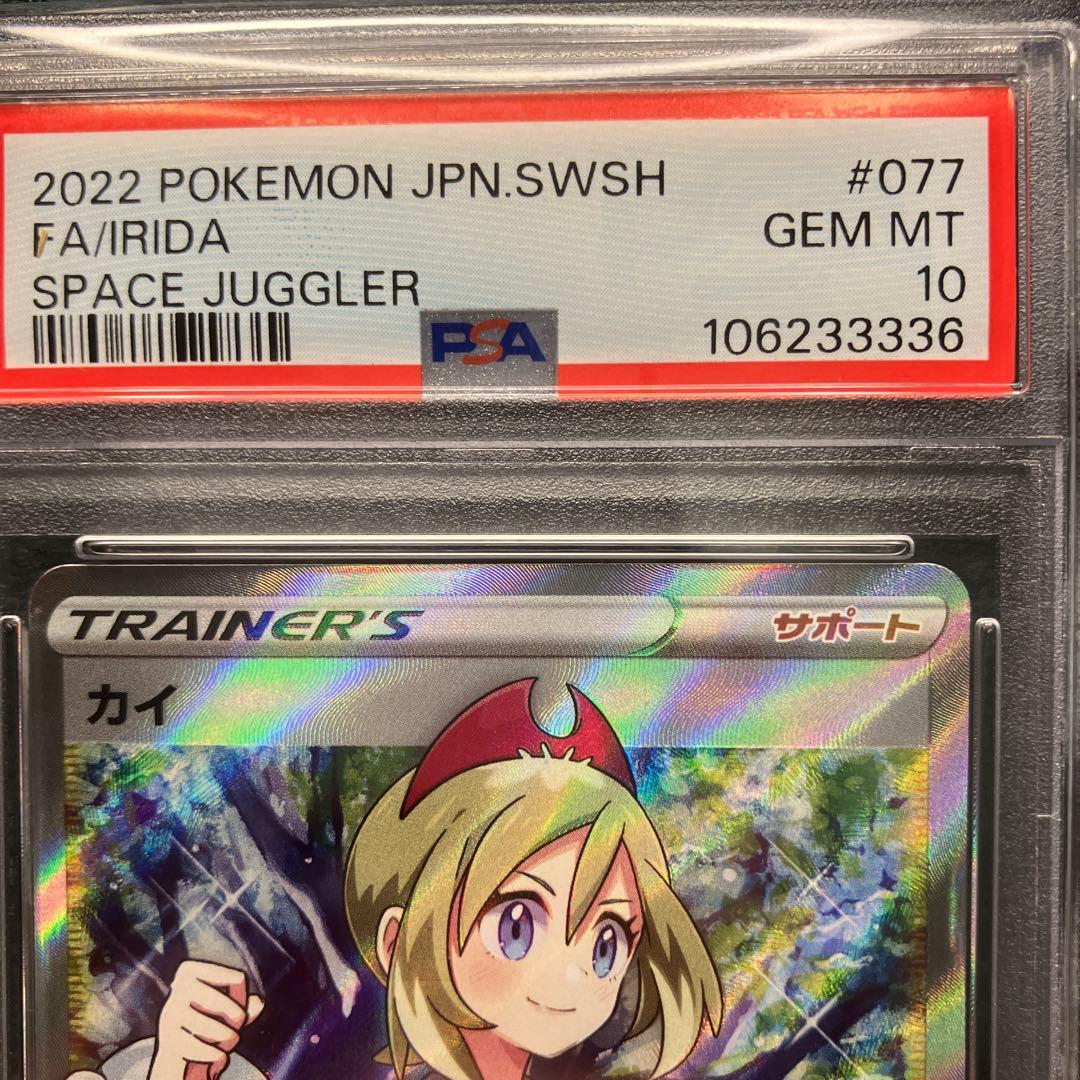 2022 POKEMON JPN.SWSH #077
FA/IRIDA GEM MT
SPACE JUGGLER 10
PSA 106233336
TRAINER'S サポート
カイ